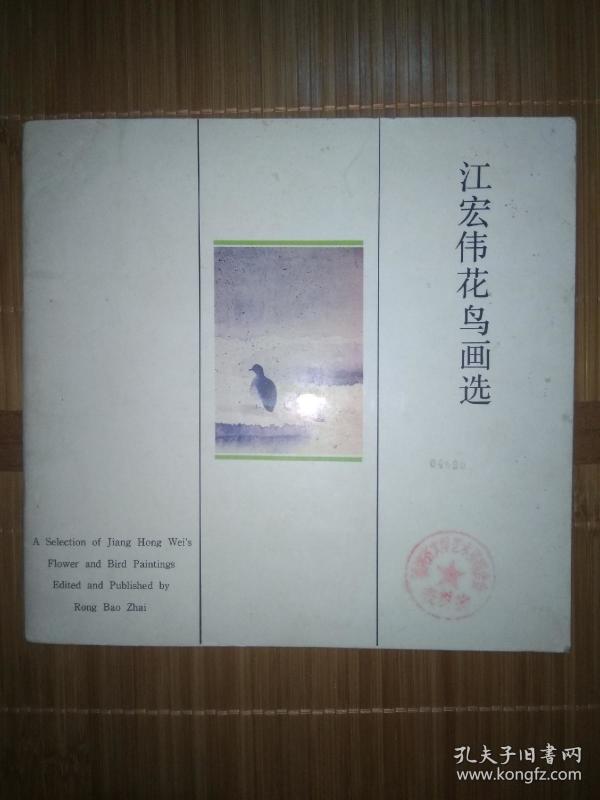 江宏伟花鸟画选
A Selection of Jiang Hong Wei's
Flower and Bird Paintings
Edited and Published by
Rong Bao Zhai
孔夫子旧书网
www.kongfz.com